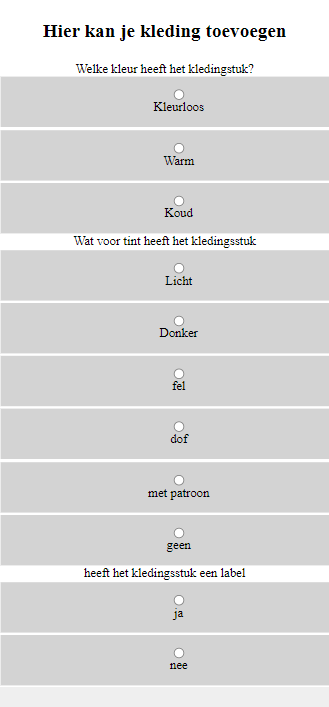 Hier kan je kleding toevoegen
Welke kleur heeft het kledingstuk?
Kleurloos
Warm
Koud
Wat voor tint heeft het kledingsstuk
Licht
Donker
fel
dof
met patroon
geen
heeft het kledingsstuk een label
ja
nee